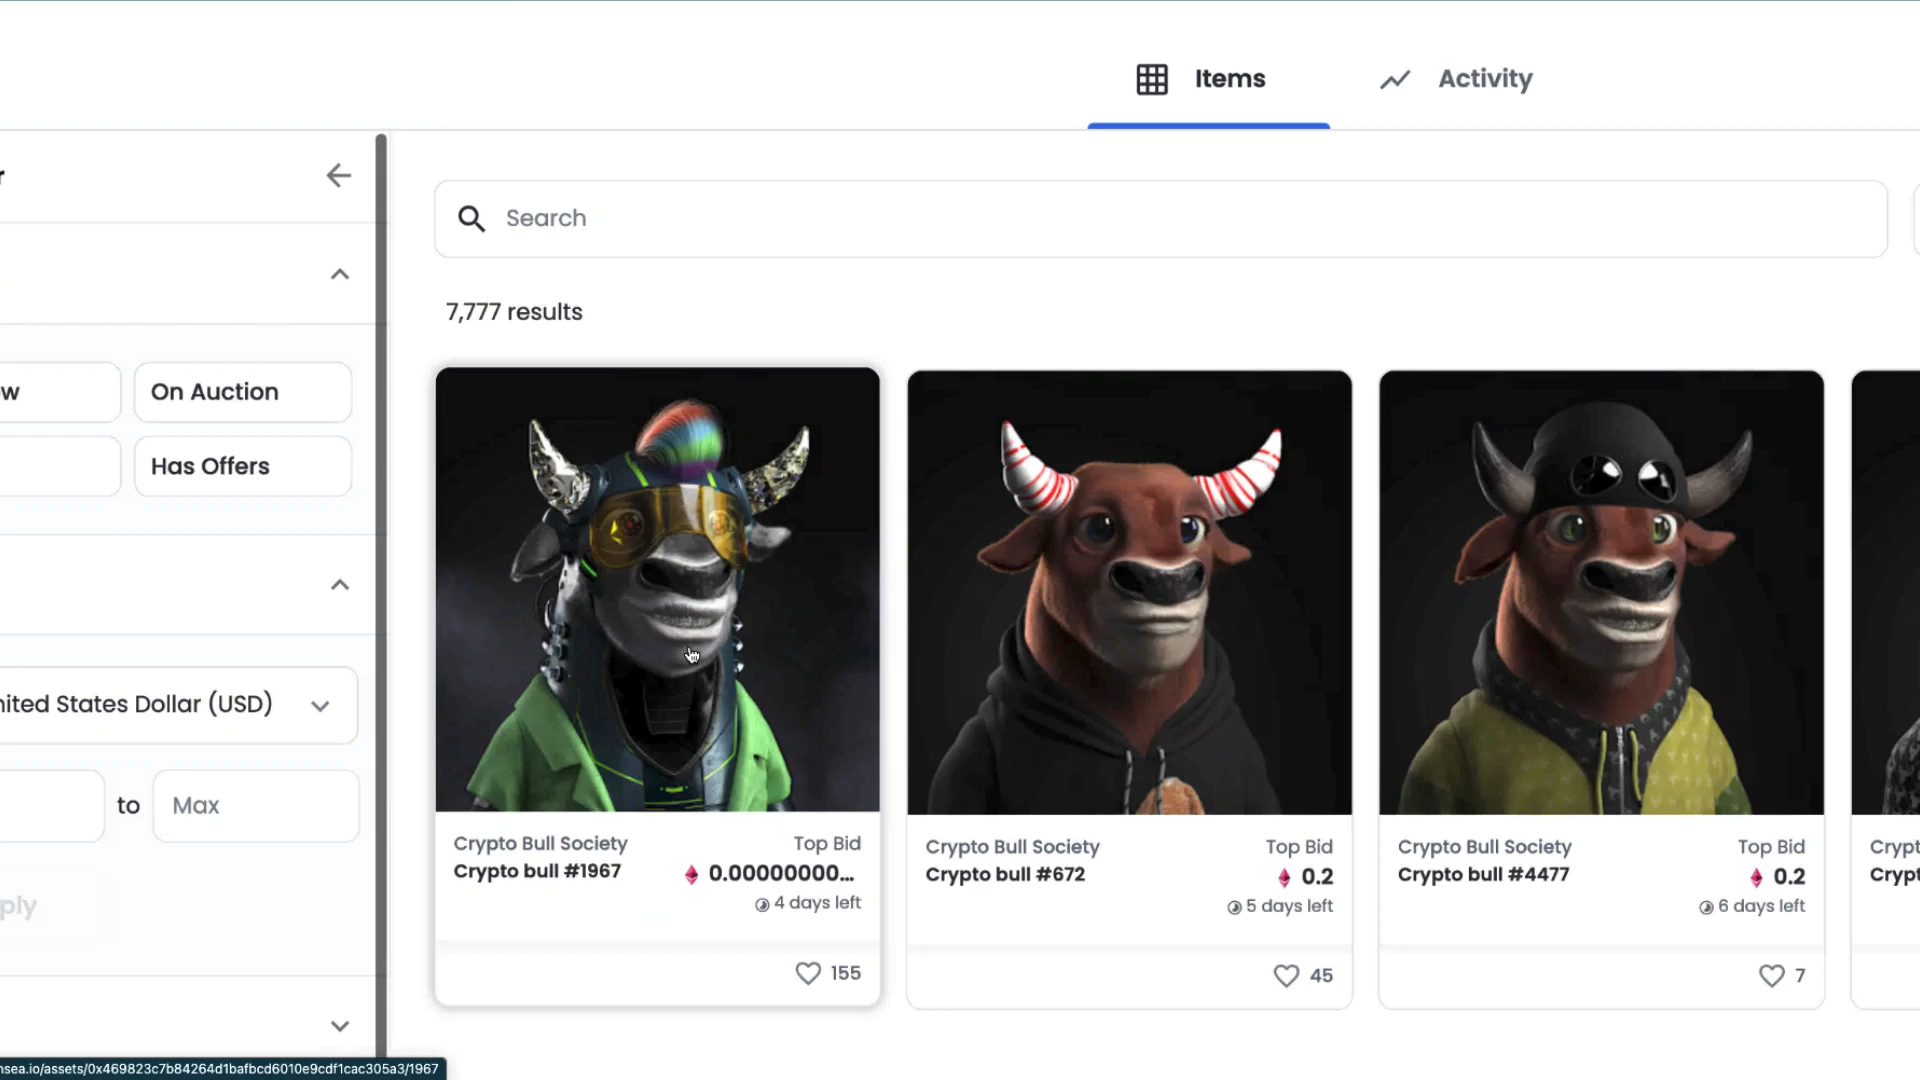 Items
Activity
r
Search
7,777 results
w
On Auction
Has Offers
nited States Dollar (USD)
to
Max
ply
Crypto Bull Society
Top Bid
Crypto bull #1967
0.00000000...
4 days left
155
Crypto Bull Society
Top Bid
Crypto bull #672
0.2
5 days left
45
Crypto Bull Society
Top Bid
Crypto bull #4477
0.2
6 days left
7
Crypt
Crypt
nsea.io/assets/0x469823c7b84264d1bafbcd6010e9cdf1cac305a3/1967